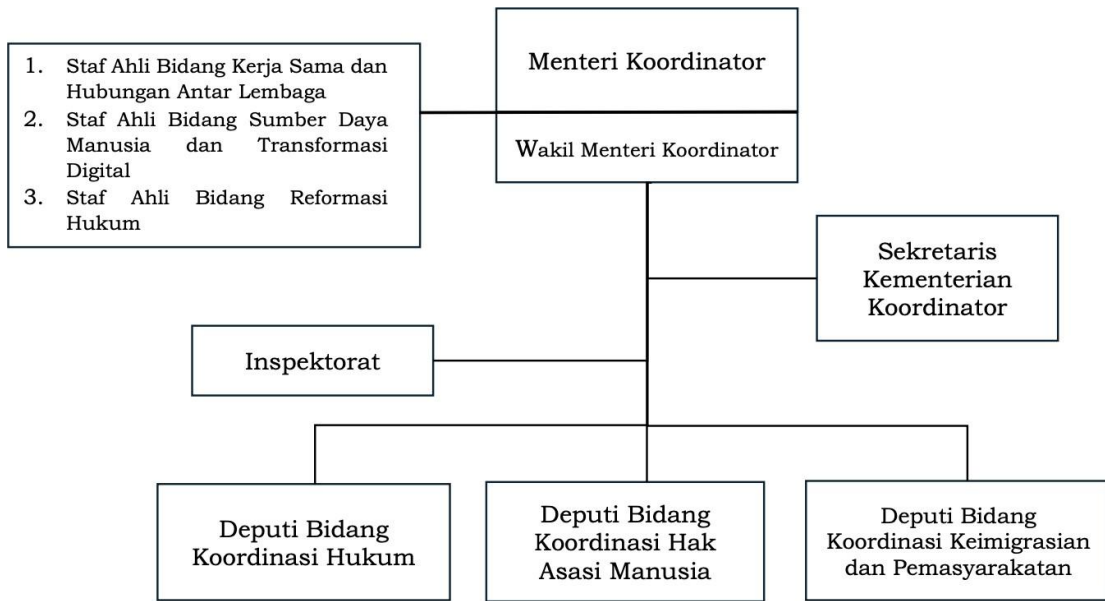 Menteri Koordinator
Wakil Menteri Koordinator
1. Staf Ahli Bidang Kerja Sama dan
Hubungan Antar Lembaga
2. Staf Ahli Bidang Sumber Daya
Manusia dan Transformasi
Digital
3. Staf Ahli Bidang Reformasi
Hukum
Sekretaris
Kementerian
Koordinator
Inspektorat
Deputi Bidang
Koordinasi Hukum
Deputi Bidang
Koordinasi Hak
Asasi Manusia
Deputi Bidang
Koordinasi Keimigrasian
dan Pemasyarakatan